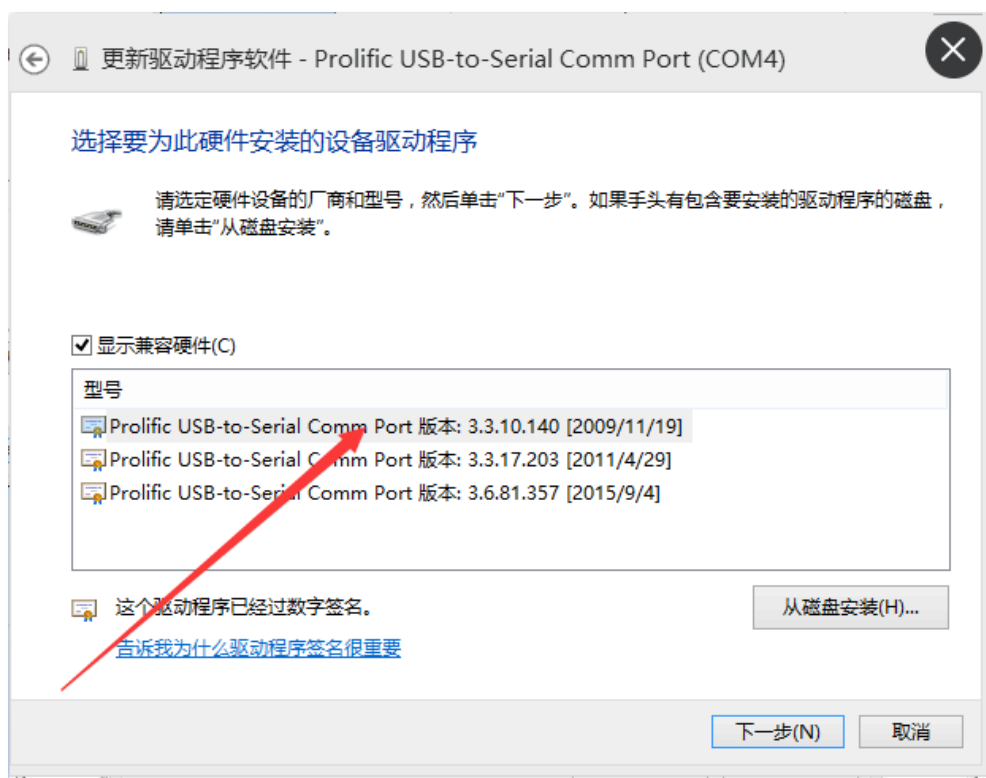 更新驱动程序软件 - Prolific USB-to-Serial Comm Port (COM4)
选择要为此硬件安装的设备驱动程序
请选定硬件设备的厂商和型号，然后单击"下一步"。如果手头有包含要安装的驱动程序的磁盘，
请单击"从磁盘安装"。
显示兼容硬件(C)
型号
Prolific USB-to-Serial Comm Port 版本: 3.3.10.140 [2009/11/19]
Prolific USB-to-Serial Comm Port 版本: 3.3.17.203 [2011/4/29]
Prolific USB-to-Serial Comm Port 版本: 3.6.81.357 [2015/9/4]
这个驱动程序已经过数字签名。
从磁盘安装(H)...
告诉我为什么驱动程序签名很重要
下一步(N)
取消